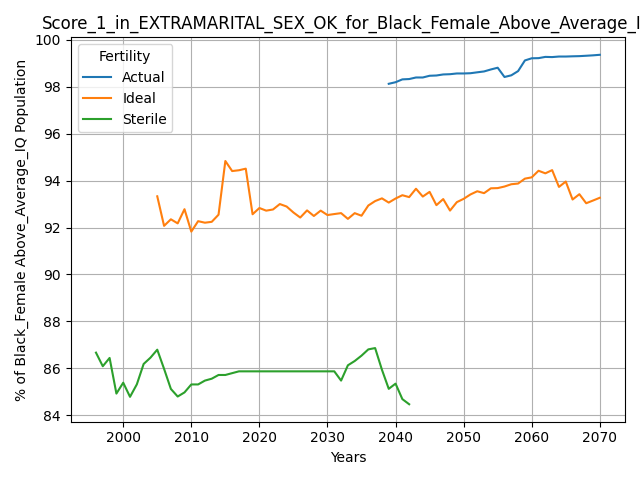 Score_1_in_EXTRAMARITAL_SEX_OK_for_Black_Female_Above_Average_I
Fertility
Actual
Ideal
Sterile
% of Black_Female Above_Average_IQ Population
100
98
96
94
92
90
88
86
84
2000 2010 2020 2030 2040 2050 2060 2070
Years